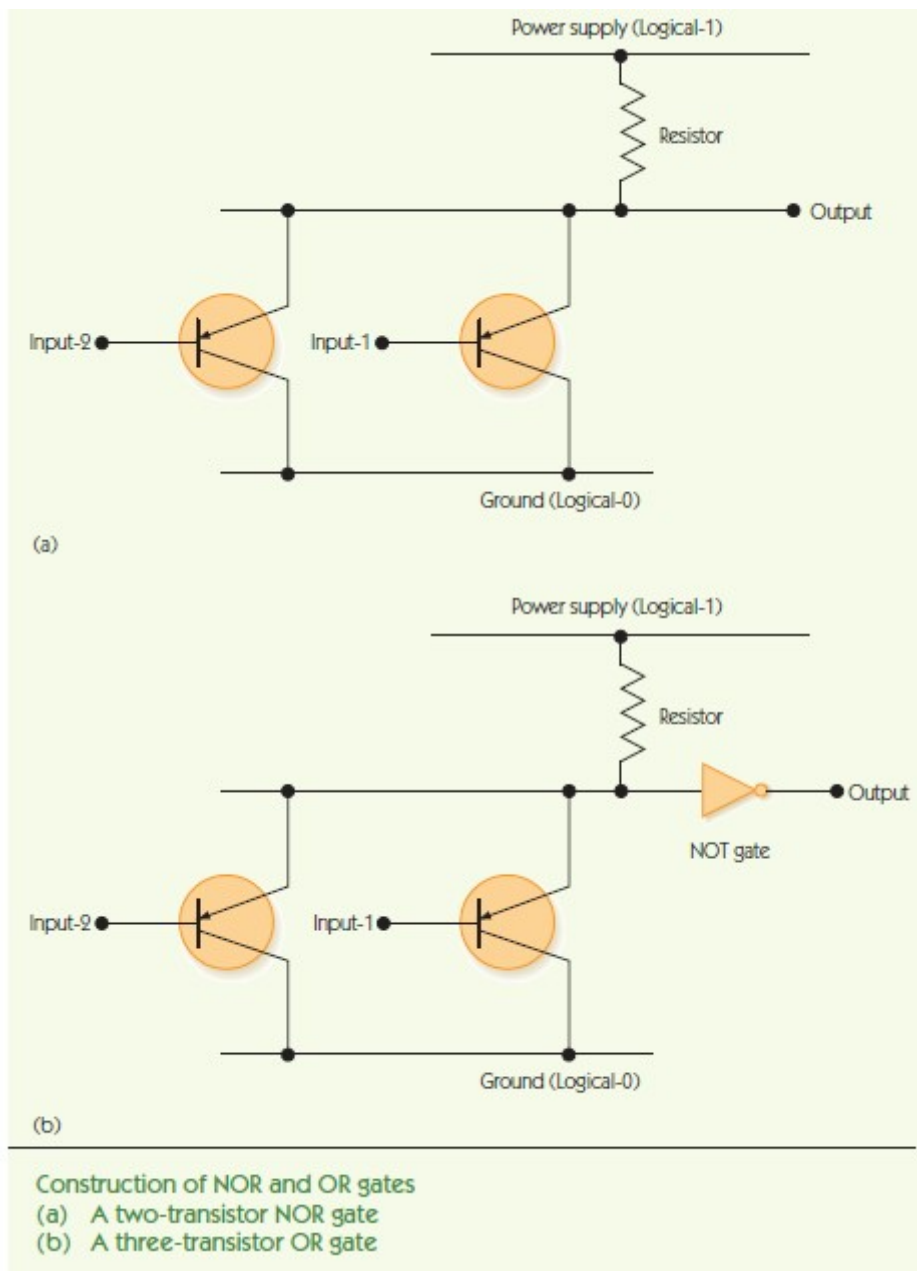 Power supply (Logical-1)
Resistor
Output
Input-2
Input-1
Ground (Logical-0)
(a)
Power supply (Logical-1)
Resistor
Output
NOT gate
Input-2
Input-1
Ground (Logical-0)
(b)
Construction of NOR and OR gates
(a) A two-transistor NOR gate
(b) A three-transistor OR gate